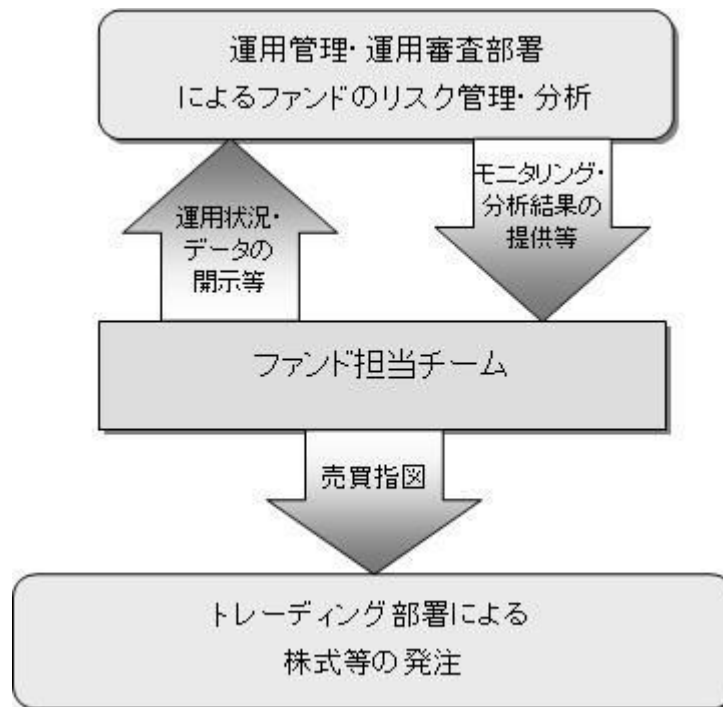 運用管理・運用審査部署
によるファンドのリスク管理・分析
運用状況・
データの
開示等
モニタリング・
分析結果の
提供等
ファンド担当チーム
売買指図
トレーディング部署による
株式等の発注